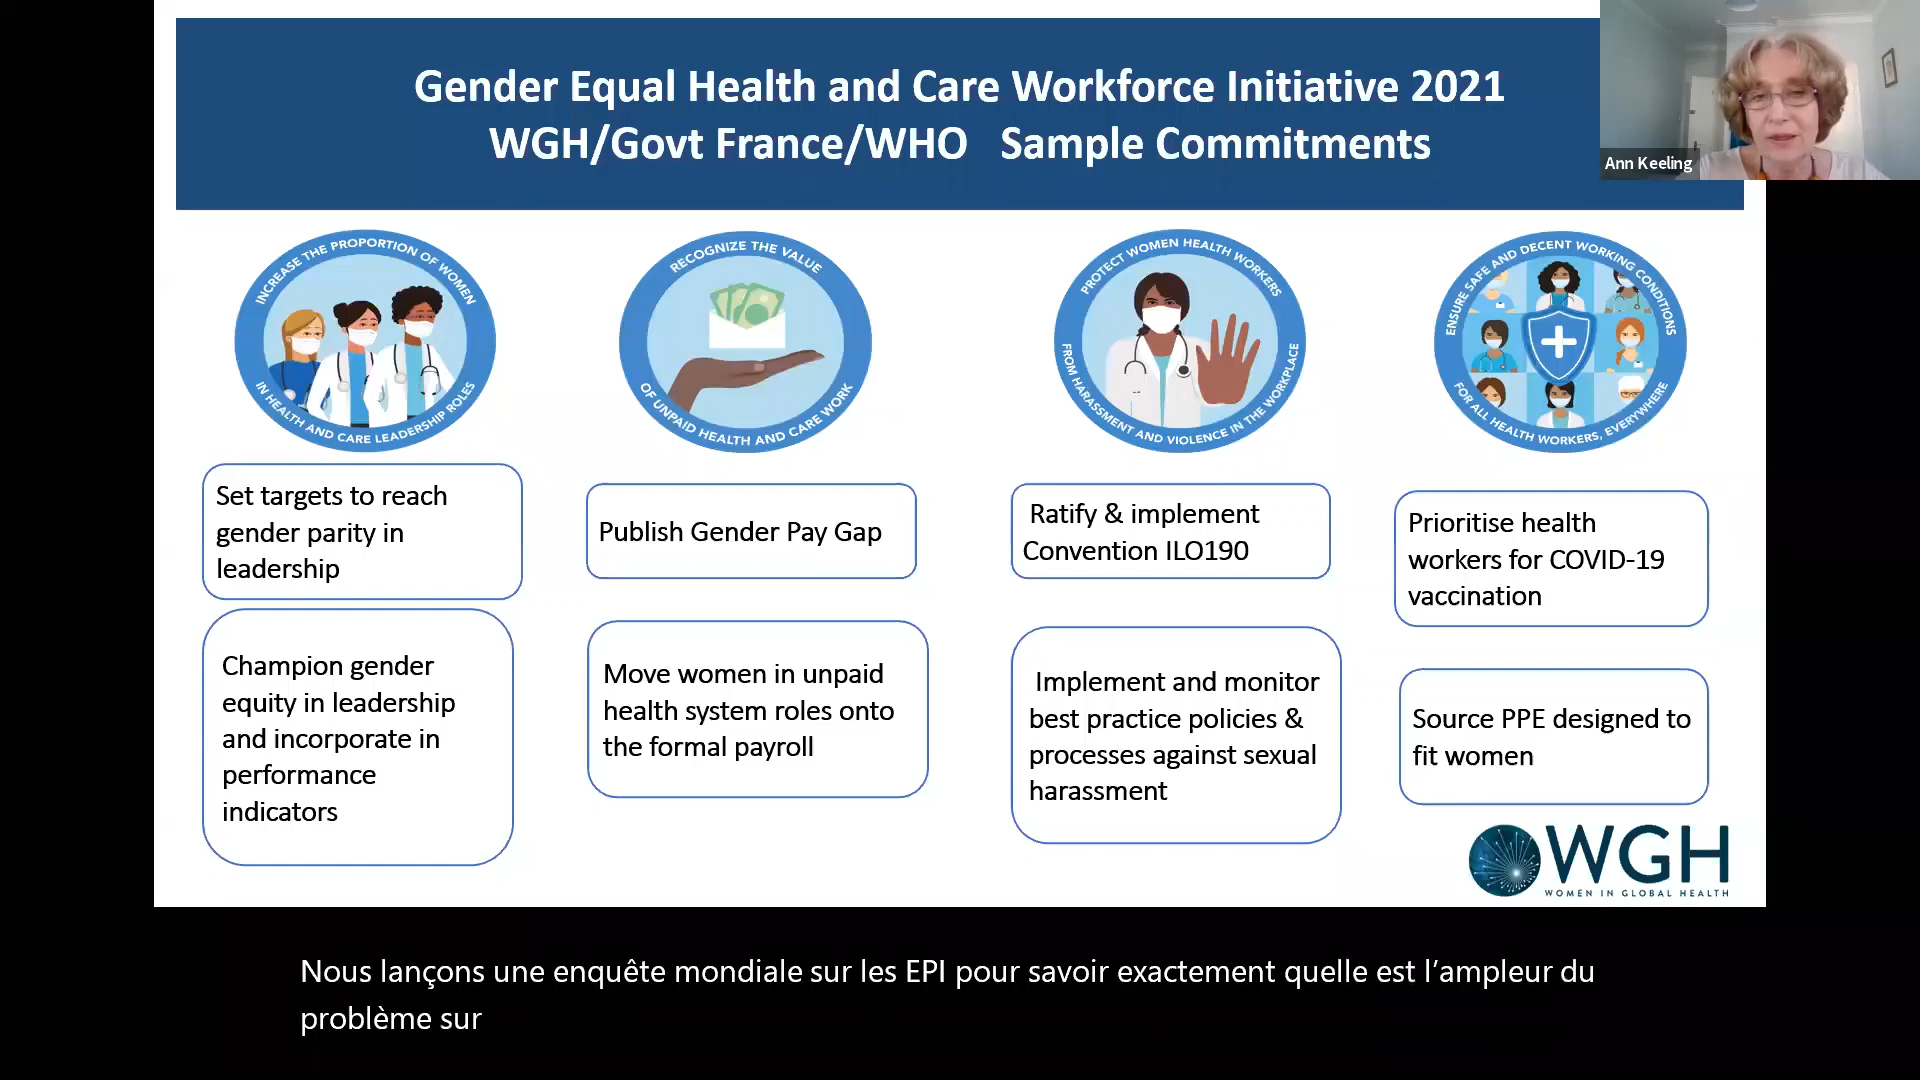 Gender Equal Health and Care Workforce Initiative 2021
WGH/Govt France/WHO Sample Commitments
Ann Keeling
INCREASE THE PROPORTION OF WOMEN
IN HEALTH AND CARE LEADERSHIP ROLES
RECOGNIZE THE VALUE
OF UNPAID HEALTH AND CARE WORK
PROTECT WOMEN HEALTH WORKERS
FROM HARASSMENT AND VIOLENCE IN THE WORKPLACE
ENSURE SAFE AND DECENT WORKING CONDITIONS
FOR ALL HEALTH WORKERS, EVERYWHERE
Set targets to reach
gender parity in
leadership
Champion gender
equity in leadership
and incorporate in
performance
indicators
Publish Gender Pay Gap
Move women in unpaid
health system roles onto
the formal payroll
Ratify & implement
Convention ILO190
Implement and monitor
best practice policies &
processes against sexual
harassment
Prioritise health
workers for COVID-19
vaccination
Source PPE designed to
fit women
WGH
WOMEN IN GLOBAL HEALTH
Nous lançons une enquête mondiale sur les EPI pour savoir exactement quelle est l’ampleur du
problème sur